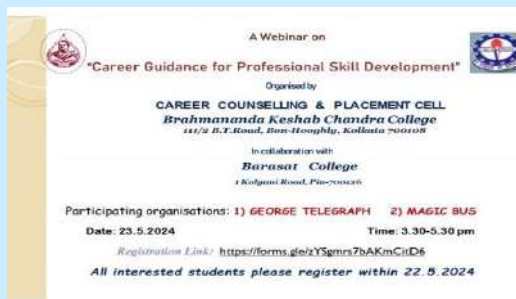 A Webinar on
"Career Guidance for Professional Skill Development"
Organised by
CAREER COUNSELLING & PLACEMENT CELL
Brahmananda Keshab Chandra College
111/2 B.T.Road, Bon-Hooghly, Kolkata 700108
In collaboration with
Barasat College
1 Kolyani Road, Pin-700126
Participating organisations: 1) GEORGE TELEGRAPH 2) MAGIC BUS
Date: 23.5.2024 Time: 3.30-5.30 pm
Registration Link: https://forms.gle/zYSgmrs7bAKmCitD6
All interested students please register within 22.5.2024